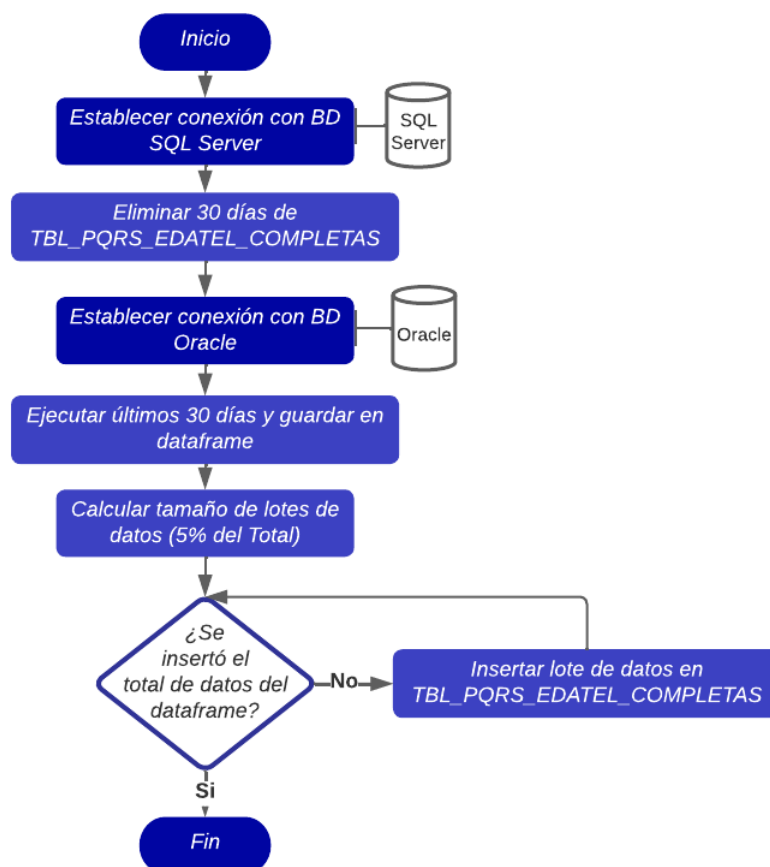 Inicio
Establecer conexión con BD
SQL Server
SQL
Server
Eliminar 30 días de
TBL_PQRS_EDATEL_COMPLETAS
Establecer conexión con BD
Oracle
Oracle
Ejecutar últimos 30 días y guardar en
dataframe
Calcular tamaño de lotes de
datos (5% del Total)
¿Se
insertó el
total de datos del
dataframe?
No
Insertar lote de datos en
TBL_PQRS_EDATEL_COMPLETAS
Si
Fin